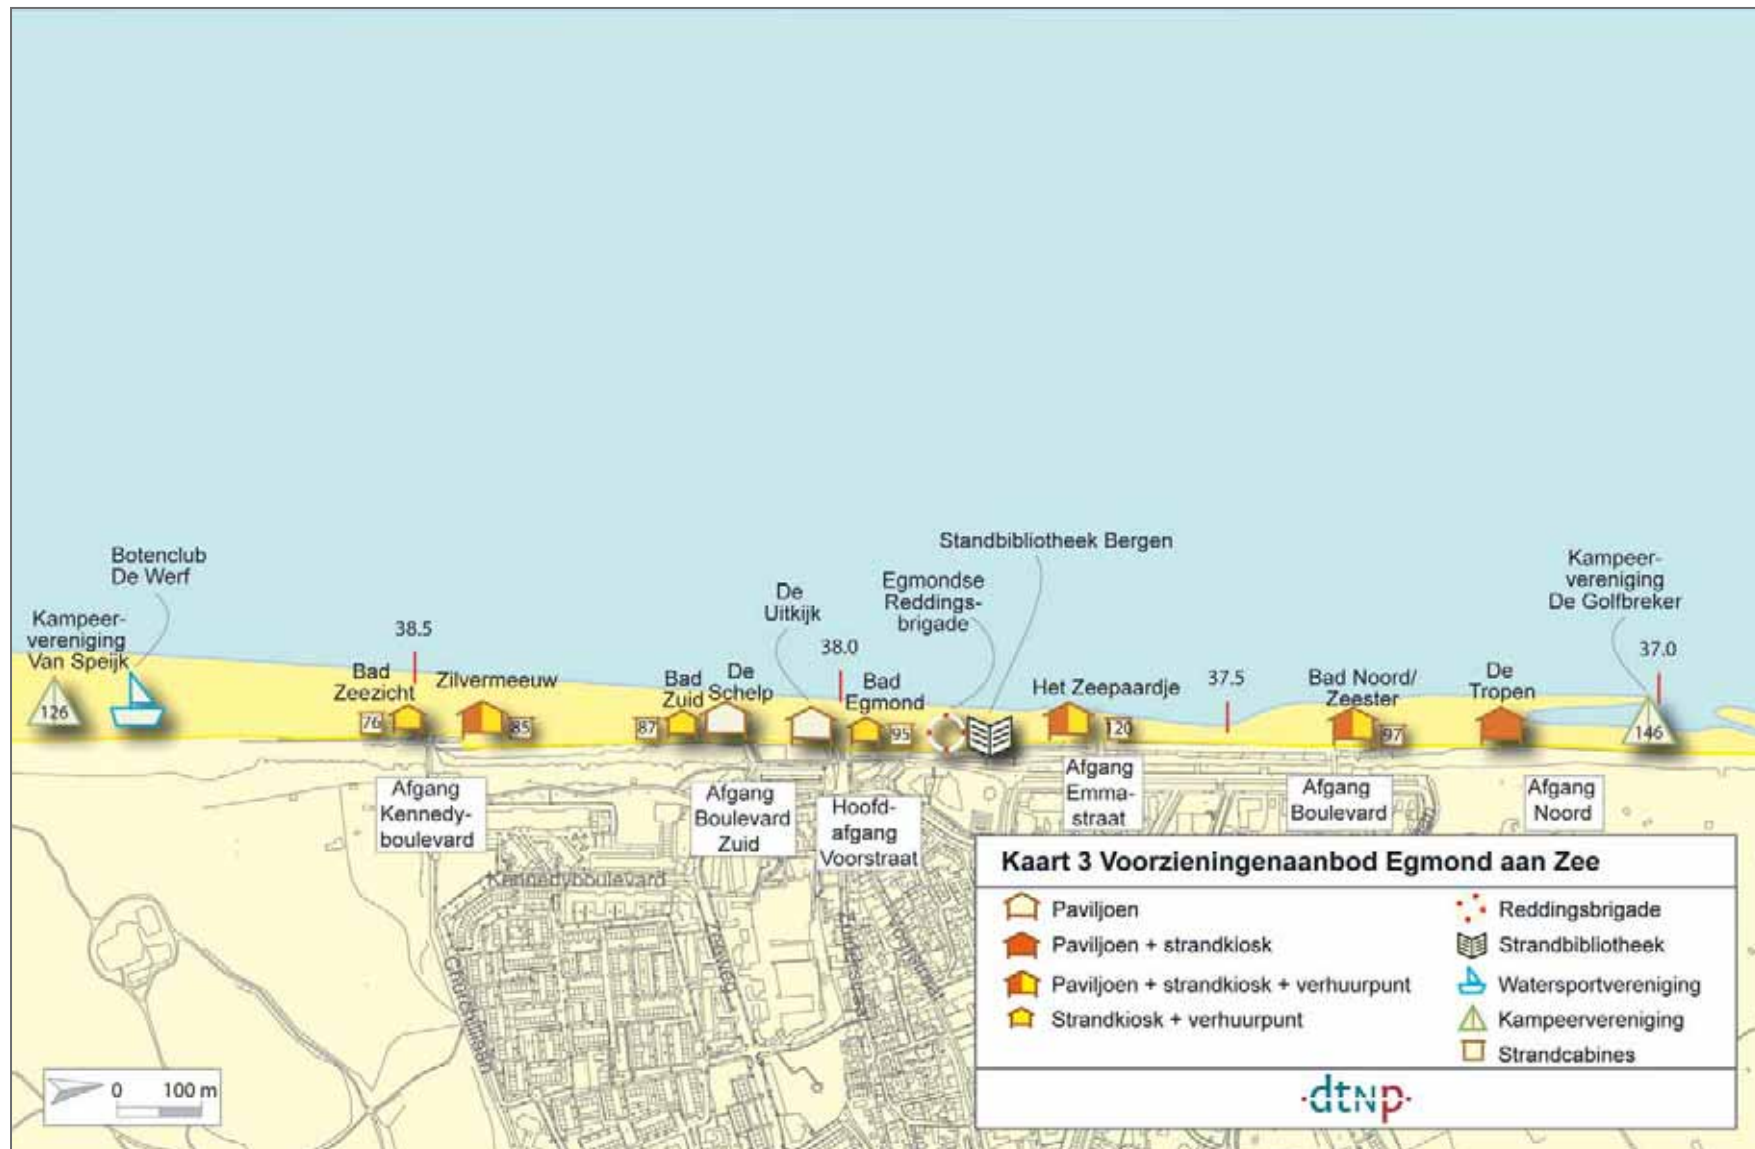 Standbibliotheek Bergen
Botenclub
De Werf
Kampeer-
vereniging
De Golfbreker
Egmondse
Reddings-
brigade
De
Uitkijk
Kampeer-
vereniging
Van Speijk
38.5
38.0
37.5
37.0
Bad
Zeezicht
Zilvermeeuw
Bad
Zuid
De
Schelp
Bad
Egmond
Het Zeepaardje
Bad Noord/
Zeester
De
Tropen
126
76
85
87
95
120
97
146
Afgang
Kennedy-
boulevard
Afgang
Boulevard
Zuid
Hoofd-
afgang
Voorstraat
Afgang
Emma-
straat
Afgang
Boulevard
Afgang
Noord
Kennedyboulevard
Churchilllaan
Zeeweg
Voorstraat
Kaart 3 Voorzieningenaanbod Egmond aan Zee
Paviljoen
Paviljoen + strandkiosk
Paviljoen + strandkiosk + verhuurpunt
Strandkiosk + verhuurpunt
Reddingsbrigade
Strandbibliotheek
Watersportvereniging
Kampeervereniging
Strandcabines
0 100 m
·dtnp·